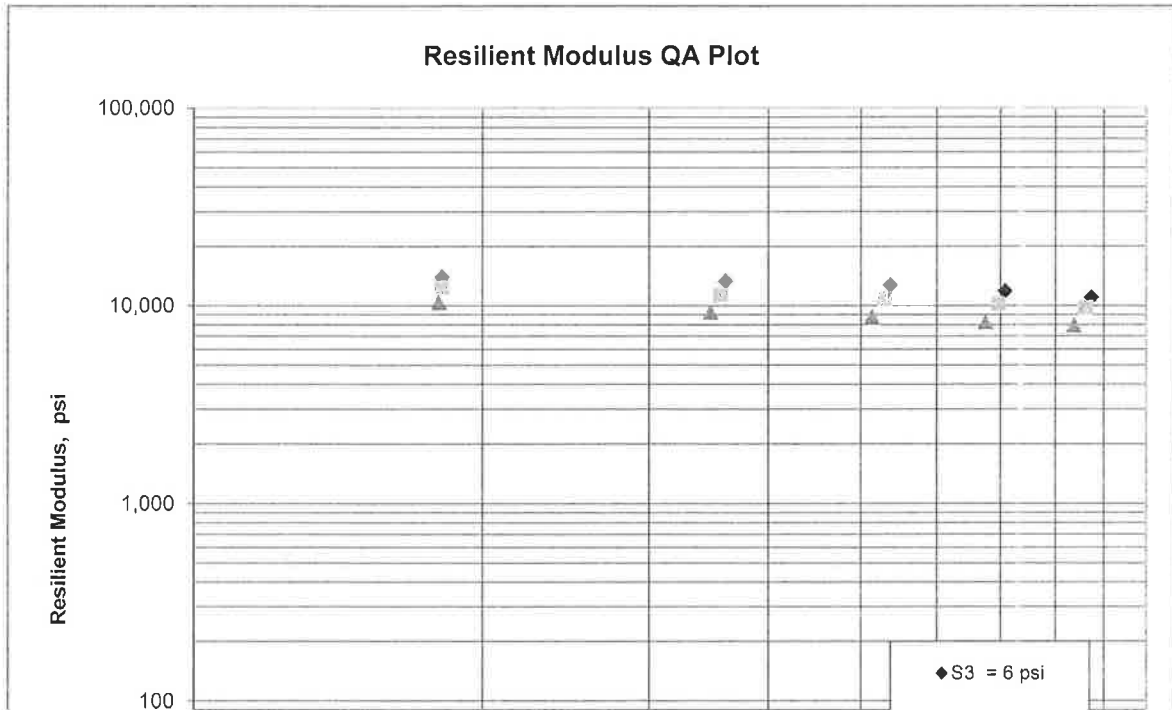 Resilient Modulus QA Plot
100,000
10,000
1,000
100
Resilient Modulus, psi
S3 = 6 psi